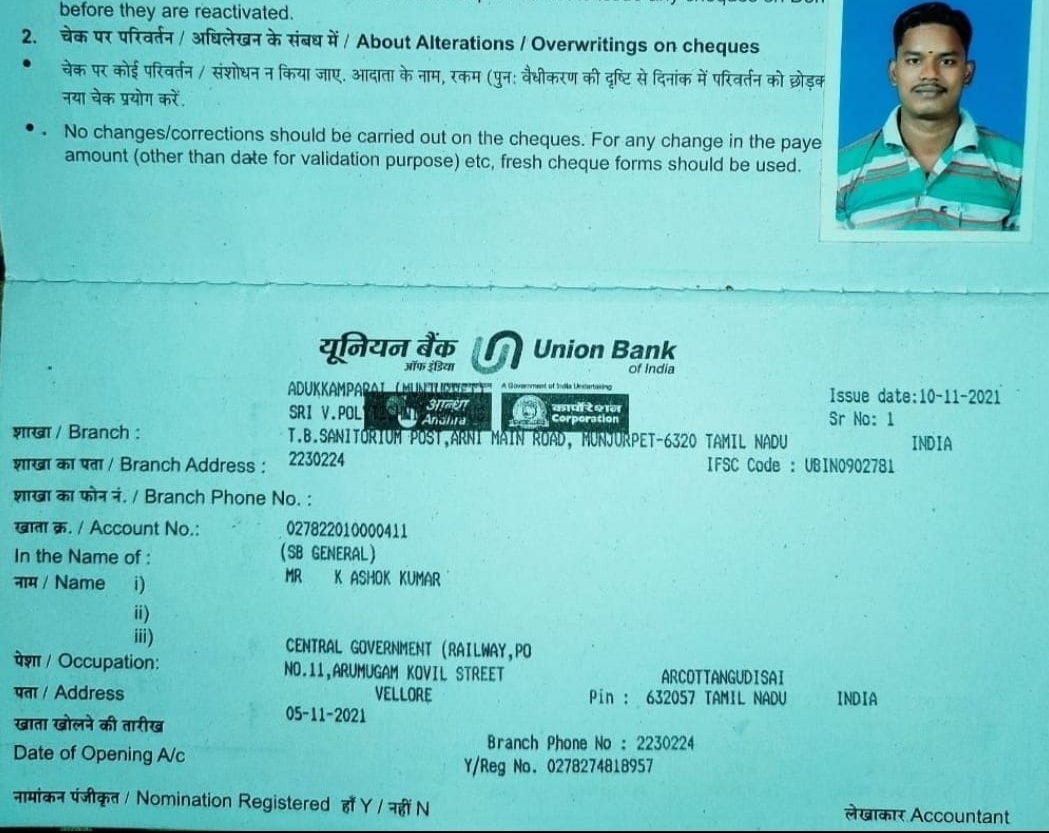 before they are reactivated.
2. चेक पर परिवर्तन / अधिलेखन के संबध में / About Alterations / Overwritings on cheques
• चेक पर कोई परिवर्तन / संशोधन न किया जाए. आदाता के नाम, रकम (पुन: वैधीकरण की दृष्टि से दिनांक में परिवर्तन को छोड़क
नया चेक प्रयोग करें.
• . No changes/corrections should be carried out on the cheques. For any change in the paye
amount (other than date for validation purpose) etc, fresh cheque forms should be used.
यूनियन बैंक Union Bank
ऑफ इंडिया of India
A Government of India Undertaking
ADUKKAMPARAI
Issue date:10-11-2021
SRI V.POL
आन्ध्रा कार्पोरेशन
Andhra Corporation
Sr No: 1
शाखा / Branch : T.B.SANITORIUM POST,ARNI MAIN ROAD, MUNJURPET-6320 TAMIL NADU INDIA
शाखा का पता / Branch Address : 2230224 IFSC Code : UBIN0902781
शाखा का फोन नं. / Branch Phone No. :
खाता क्र. / Account No.: 027822010000411
In the Name of : (SB GENERAL)
नाम / Name i) MR K ASHOK KUMAR
ii)
iii)
CENTRAL GOVERNMENT (RAILWAY,PO
पेशा / Occupation: NO.11,ARUMUGAM KOVIL STREET ARCOTTANGUDISAI
पता / Address VELLORE Pin : 632057 TAMIL NADU INDIA
खाता खोलने की तारीख 05-11-2021
Date of Opening A/c Branch Phone No : 2230224
Y/Reg No. 0278274818957
नामांकन पंजीकृत / Nomination Registered हाँ Y / नहीं N
लेखाकार Accountant